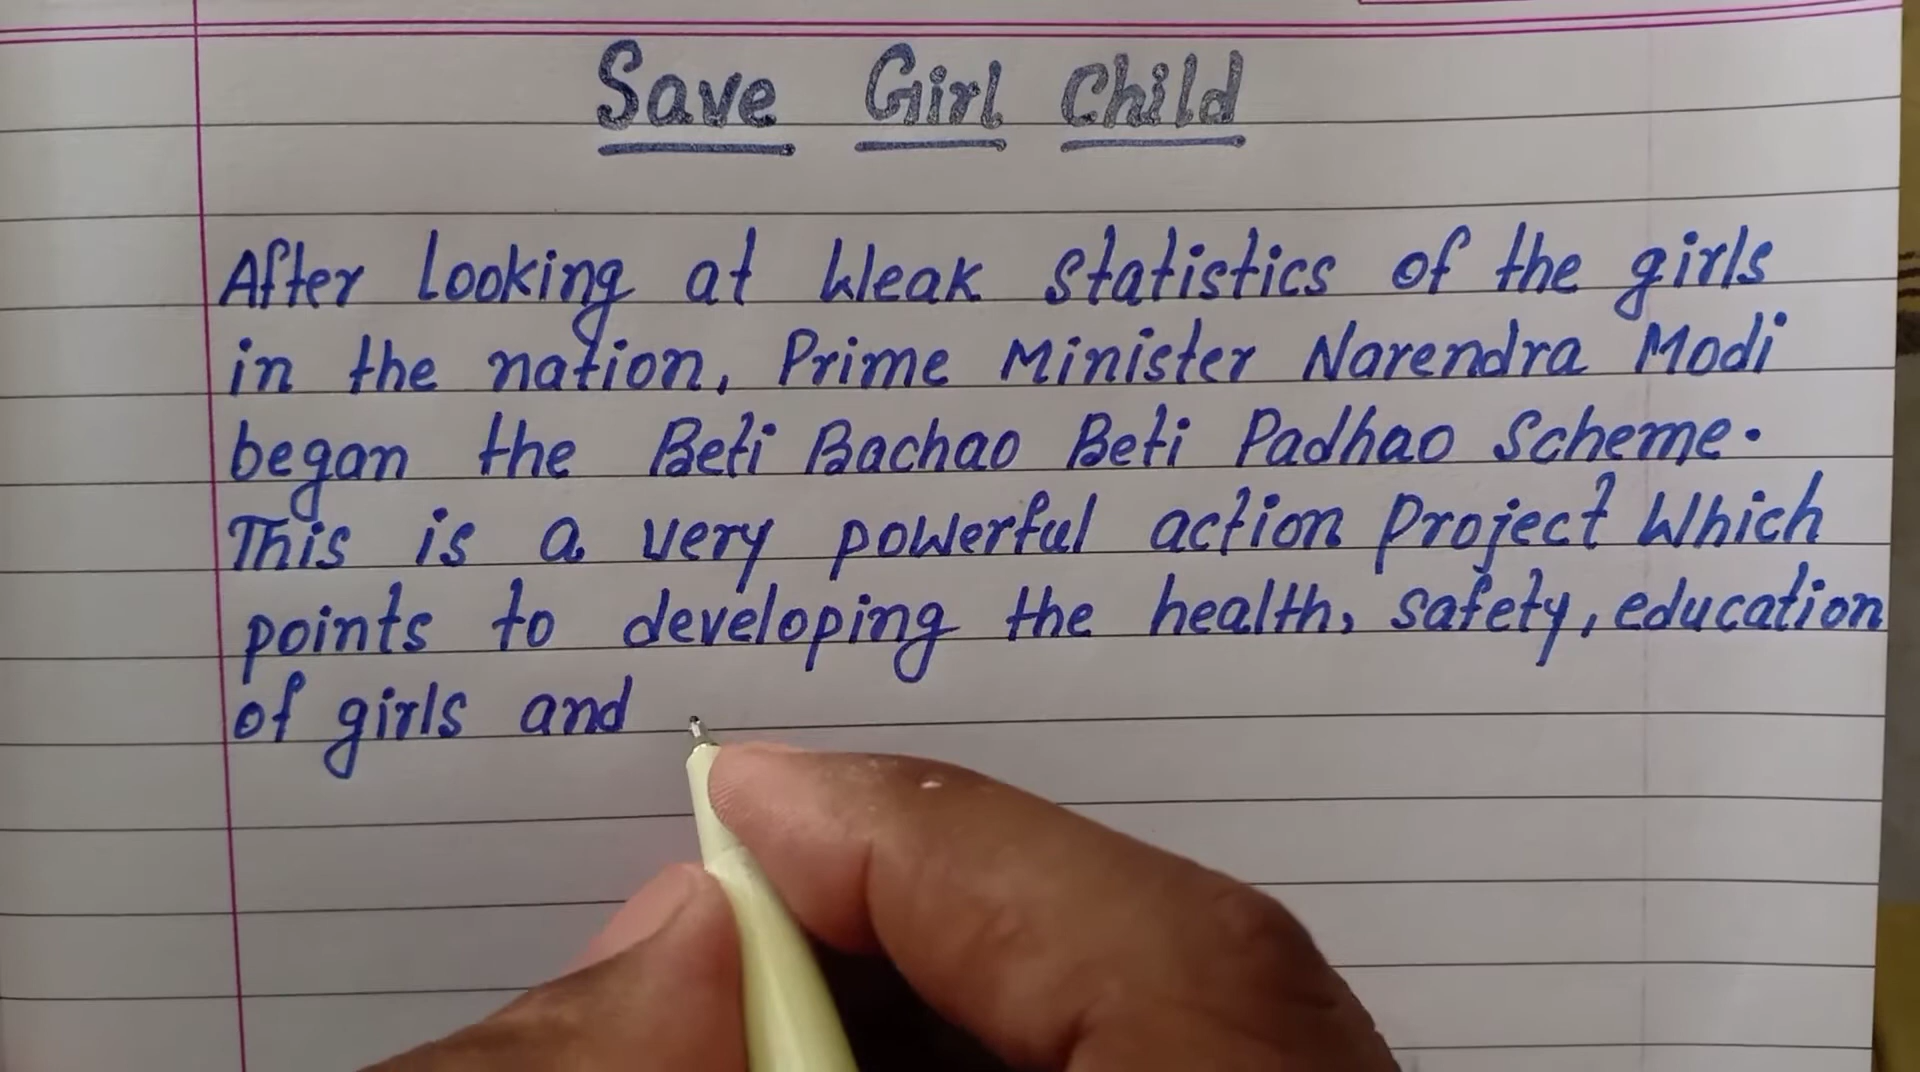 Save Girl Child
After looking at Weak Statistics of the girls
in the nation, Prime Minister Narendra Modi
began the Beti Bachao Beti Padhao Scheme.
This is a very powerful action Project Which
points to developing the health, safety, education
of girls and